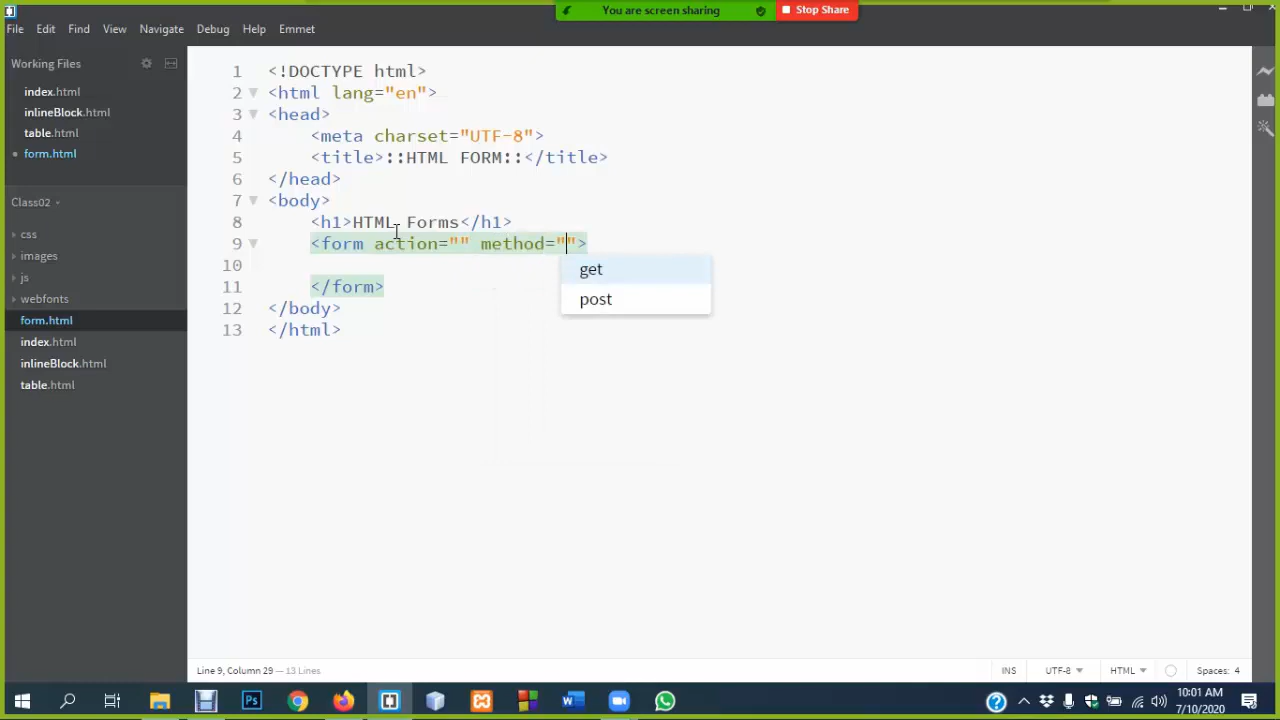 You are screen sharing
Stop Share
File Edit Find View Navigate Debug Help Emmet
Working Files
index.html
inlineBlock.html
table.html
form.html
Class02
css
images
js
webfonts
form.html
index.html
inlineBlock.html
table.html
1 <!DOCTYPE html>
2 <html lang="en">
3 <head>
4 <meta charset="UTF-8">
5 <title>::HTML FORM::</title>
6 </head>
7 <body>
8 <h1>HTML Forms</h1>
9 <form action="" method="">
10
11 </form>
12 </body>
13 </html>
get
post
Line 9, Column 29 — 13 Lines
INS UTF-8 HTML Spaces: 4
10:01 AM
7/10/2020